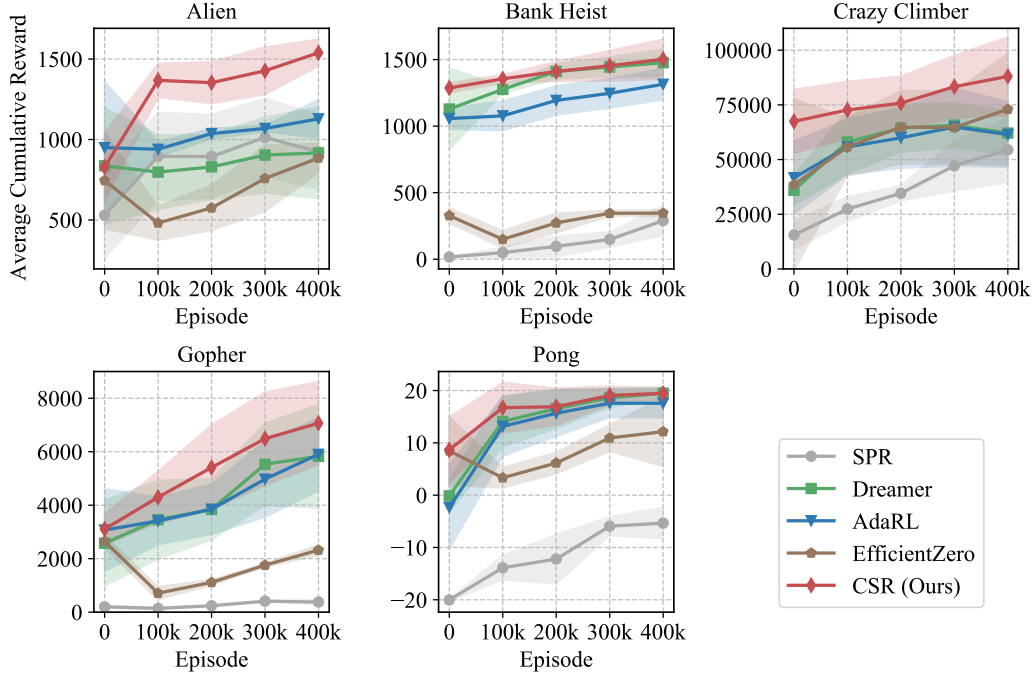 Alien
Bank Heist
Crazy Climber
Average Cumulative Reward
1500
1000
500
0 100k 200k 300k 400k
Episode
1500
1000
500
0
0 100k 200k 300k 400k
Episode
100000
75000
50000
25000
0
0 100k 200k 300k 400k
Episode
Gopher
8000
6000
4000
2000
0
0 100k 200k 300k 400k
Episode
Pong
20
10
0
−10
−20
0 100k 200k 300k 400k
Episode
SPR
Dreamer
AdaRL
EfficientZero
CSR (Ours)